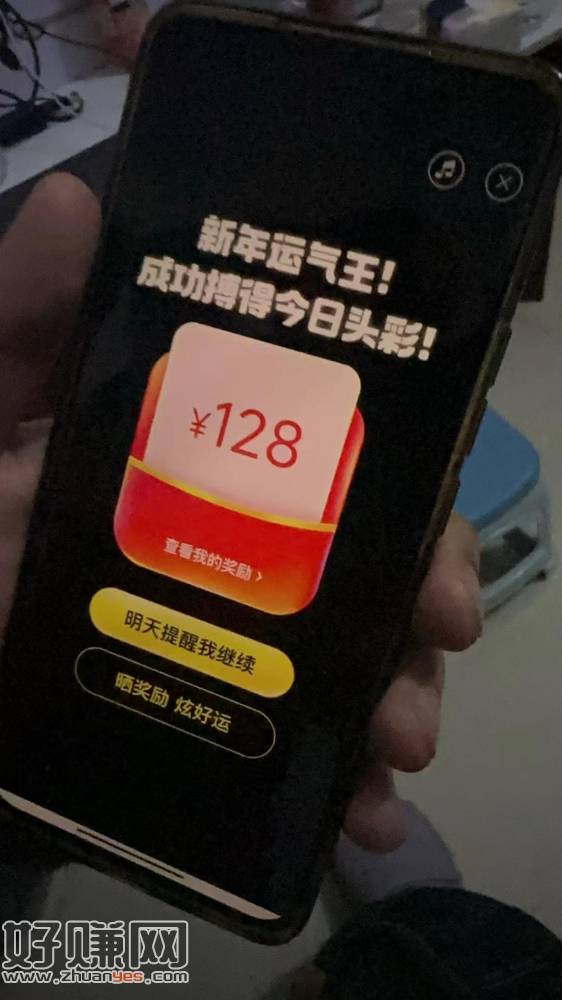 新年运气王!
成功搏得今日头彩!
¥128
查看我的奖励 ›
明天提醒我继续
晒奖励 炫好运
好赚网
www.zhuanyes.com